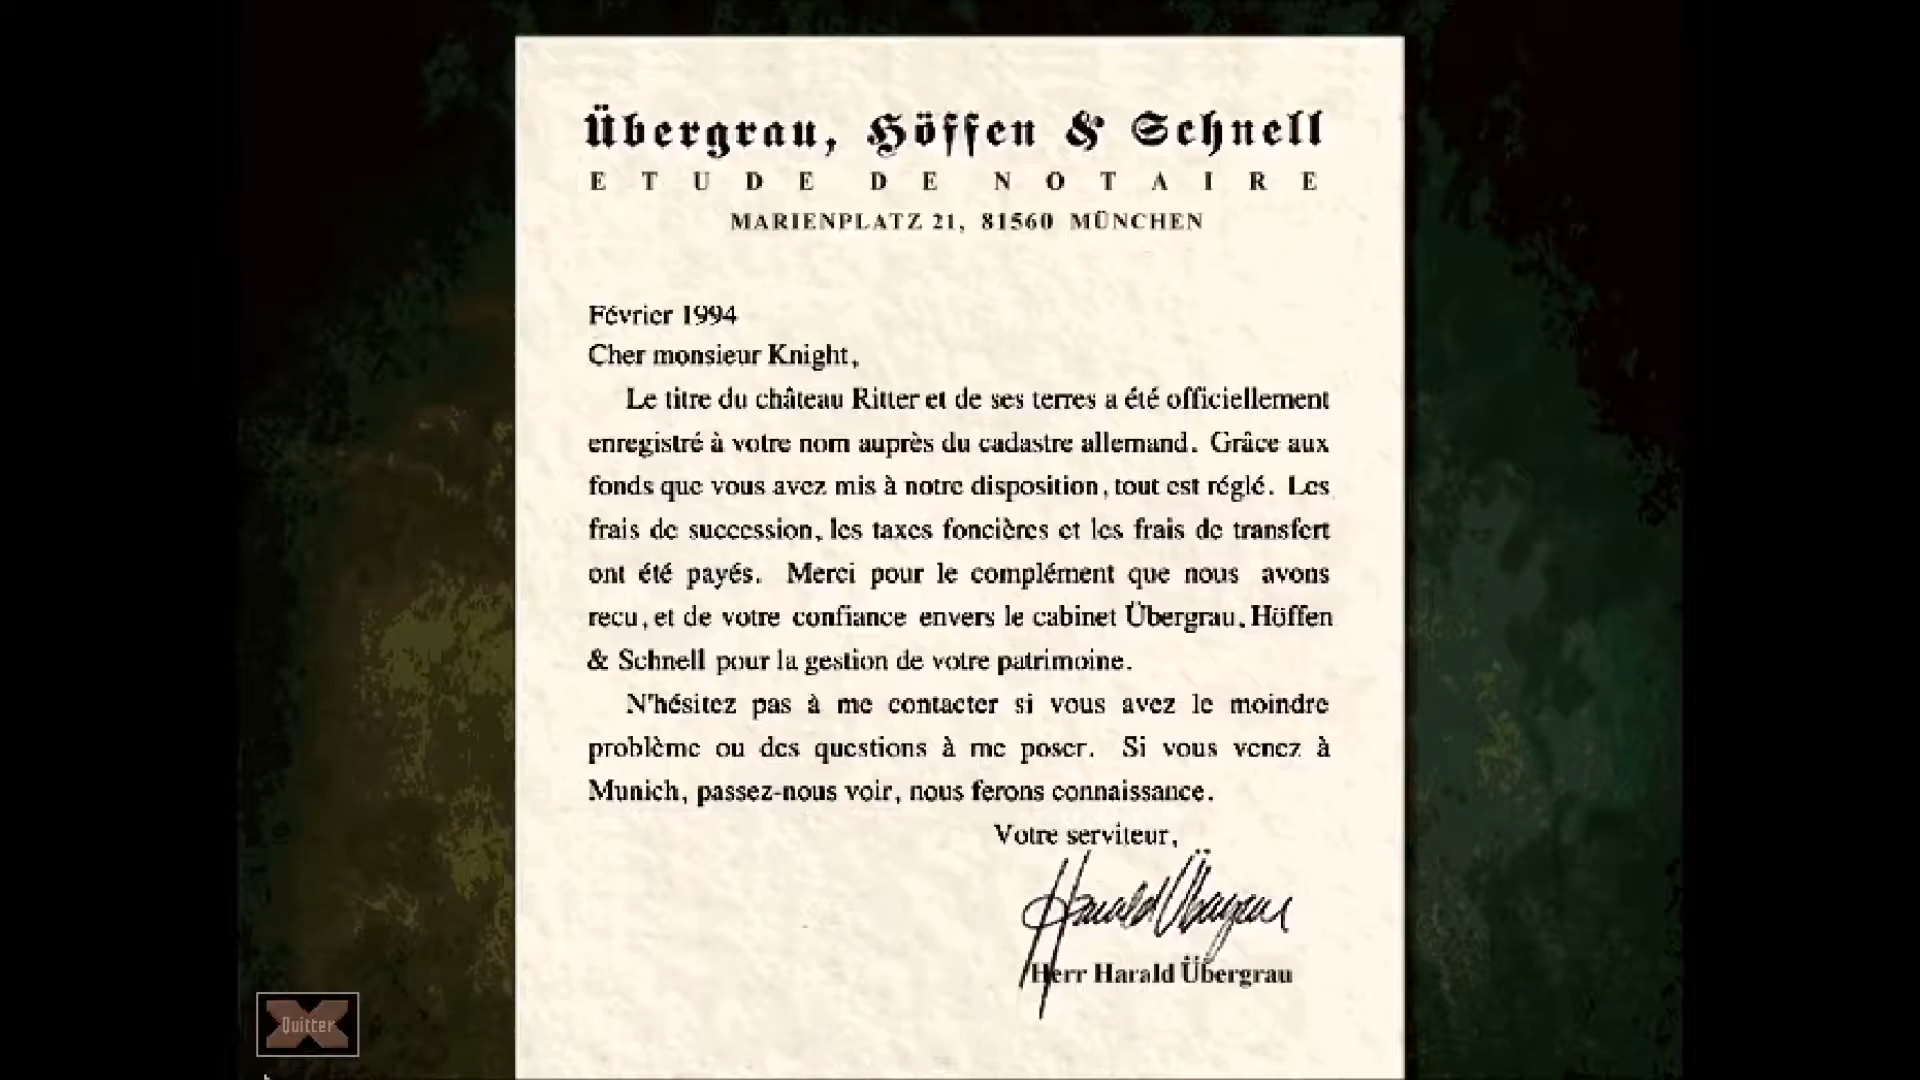 Übergrau, Höffen & Schnell
ETUDE DE NOTAIRE
MARIENPLATZ 21, 81560 MÜNCHEN
Février 1994
Cher monsieur Knight,
Le titre du château Ritter et de ses terres a été officiellement
enregistré à votre nom auprès du cadastre allemand. Grâce aux
fonds que vous avez mis à notre disposition, tout est réglé. Les
frais de succession, les taxes foncières et les frais de transfert
ont été payés. Merci pour le complément que nous avons
recu, et de votre confiance envers le cabinet Übergrau, Höffen
& Schnell pour la gestion de votre patrimoine.
N'hésitez pas à me contacter si vous avez le moindre
problème ou des questions à me poser. Si vous venez à
Munich, passez-nous voir, nous ferons connaissance.
Votre serviteur,
Harald Übergrau
Herr Harald Übergrau
Quitter